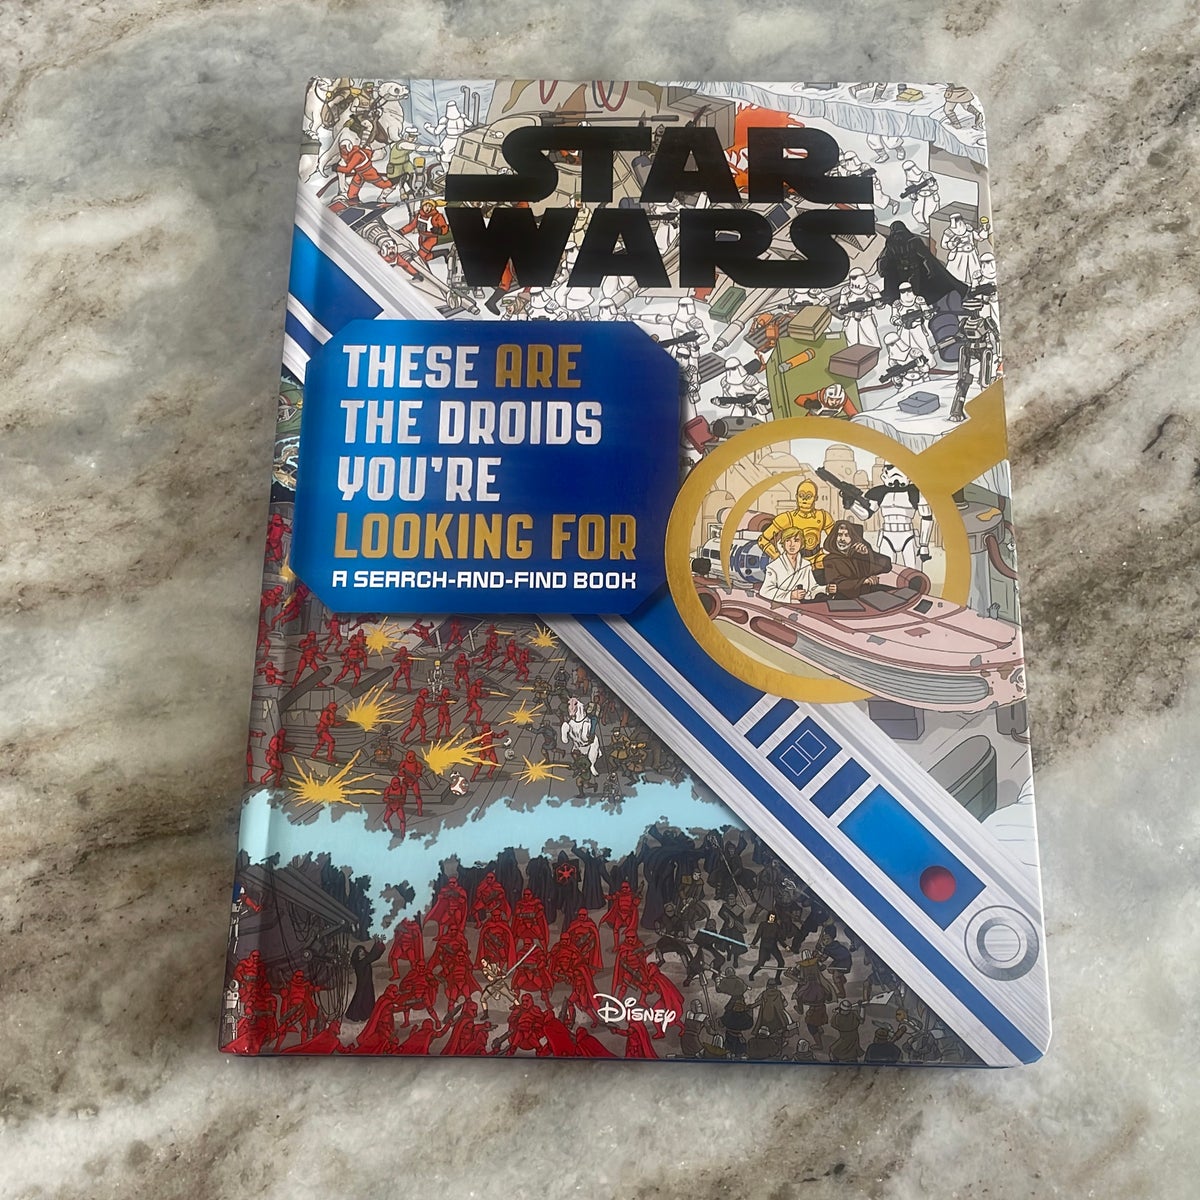 STAR
WARS
THESE ARE
THE DROIDS
YOU'RE
LOOKING FOR
A SEARCH-AND-FIND BOOK
Disney